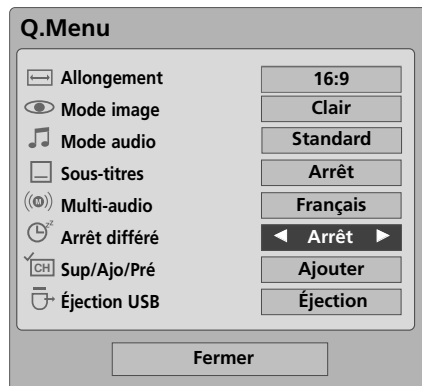 Q.Menu
Allongement 16:9
Mode image Clair
Mode audio Standard
Sous-titres Arrêt
Multi-audio Français
Arrêt différé ◄ Arrêt ►
Sup/Ajo/Pré Ajouter
Éjection USB Éjection
Fermer